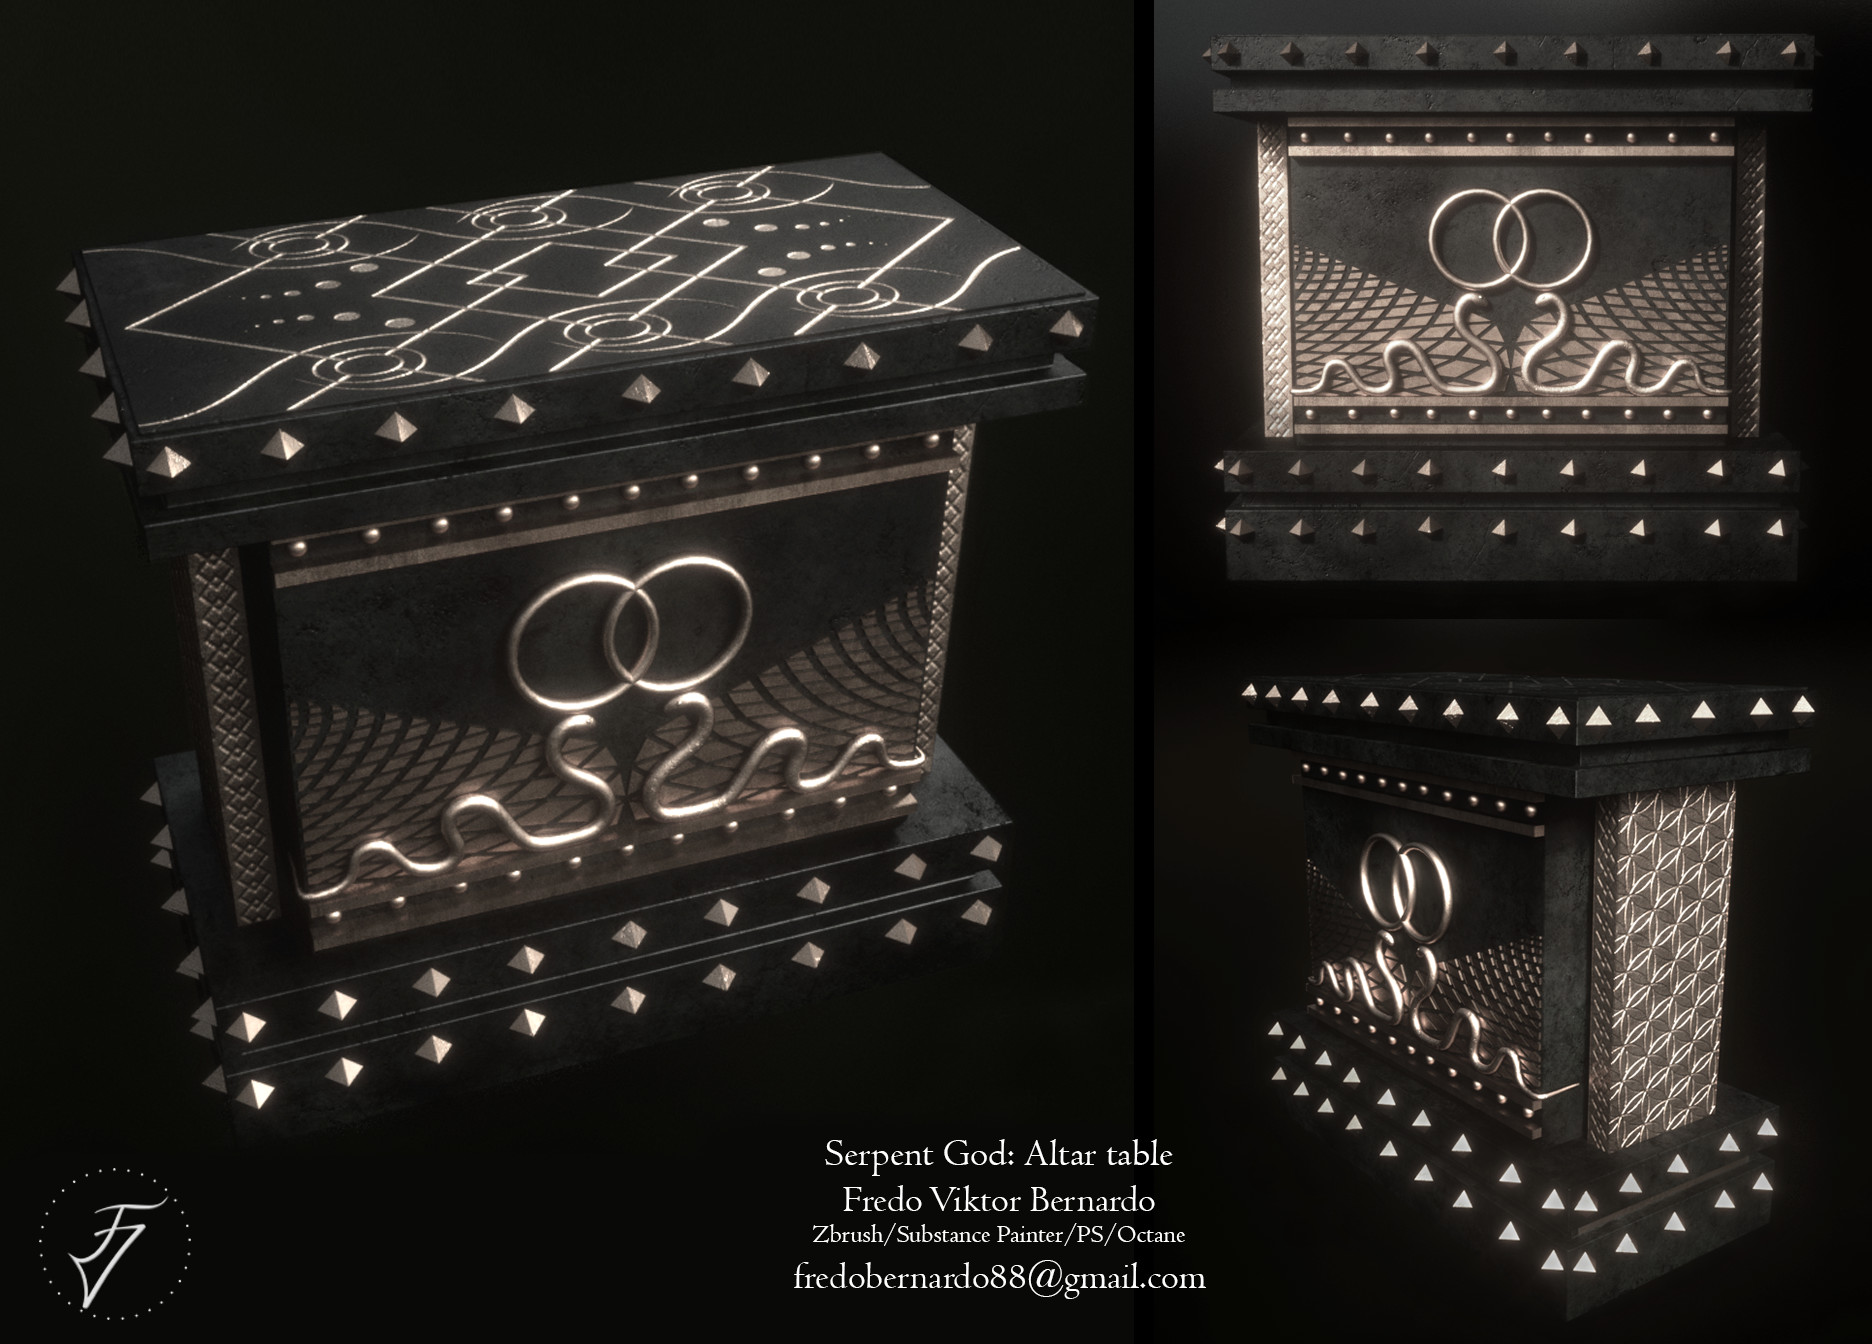 Serpent God: Altar table
Fredo Viktor Bernardo
Zbrush/Substance Painter/PS/Octane
fredobernardo88@gmail.com